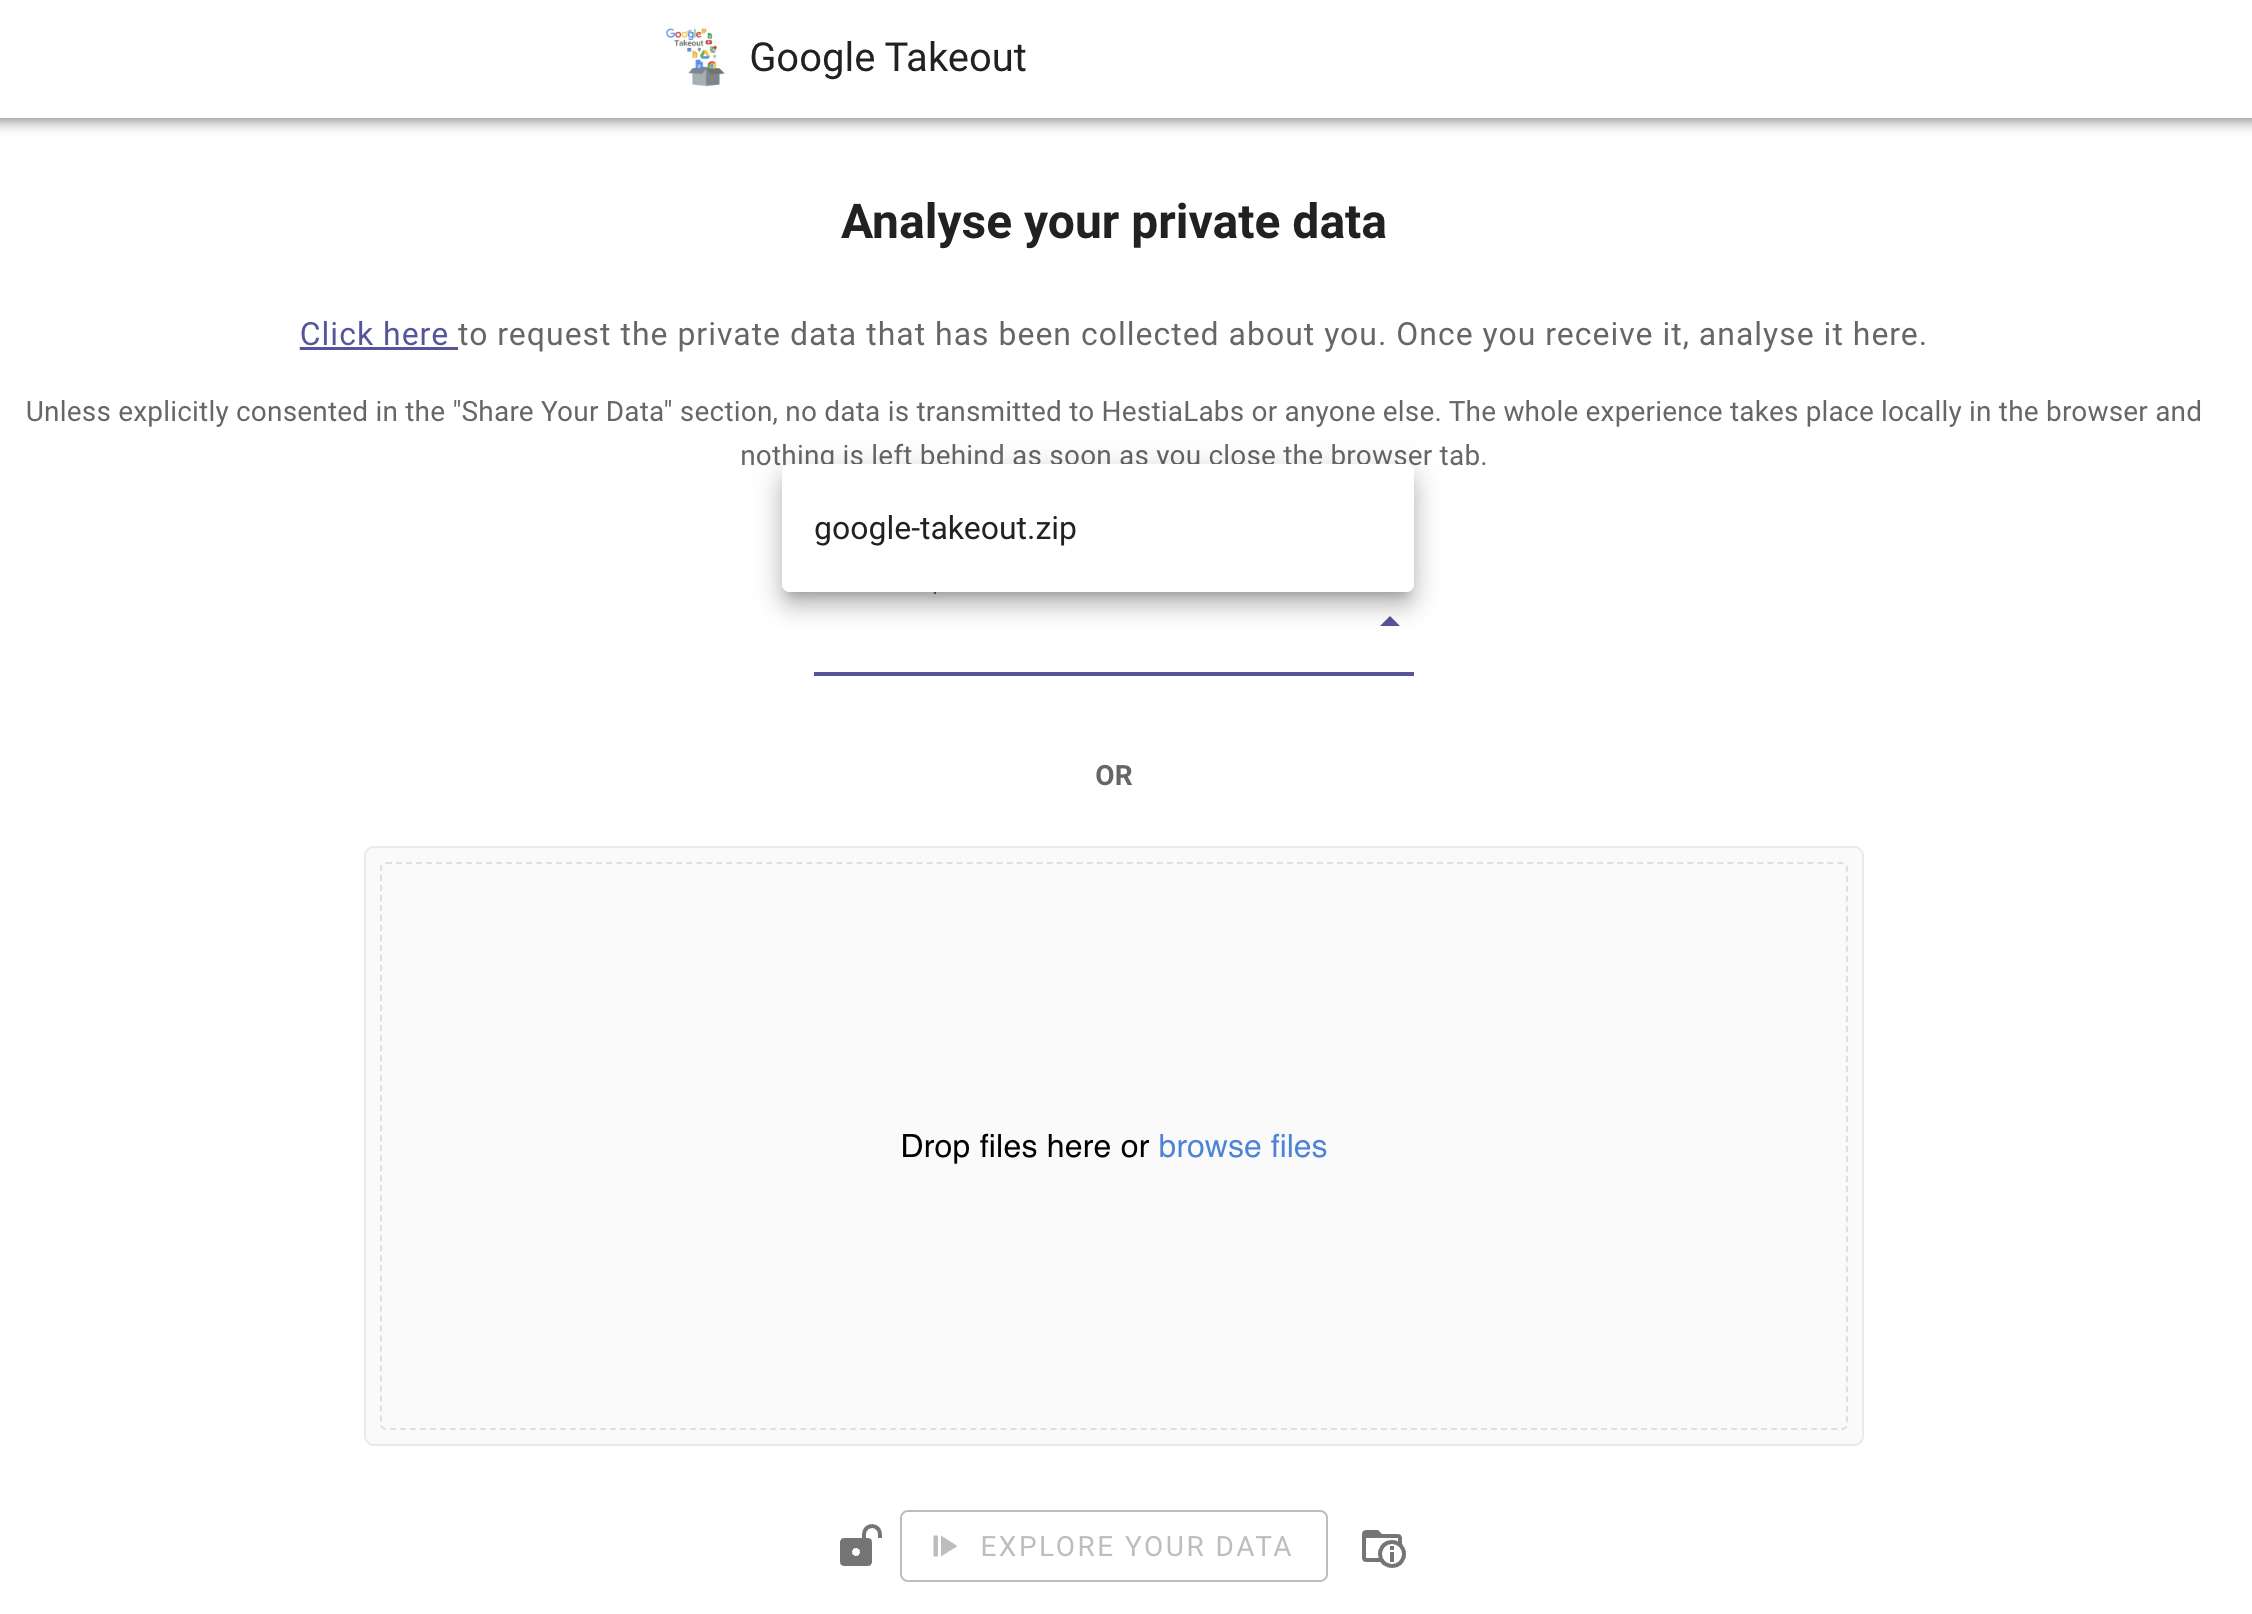 Google
Takeout
Google Takeout
Analyse your private data
Click here to request the private data that has been collected about you. Once you receive it, analyse it here.
Unless explicitly consented in the "Share Your Data" section, no data is transmitted to HestiaLabs or anyone else. The whole experience takes place locally in the browser and
nothing is left behind as soon as you close the browser tab.
google-takeout.zip
OR
Drop files here or browse files
EXPLORE YOUR DATA